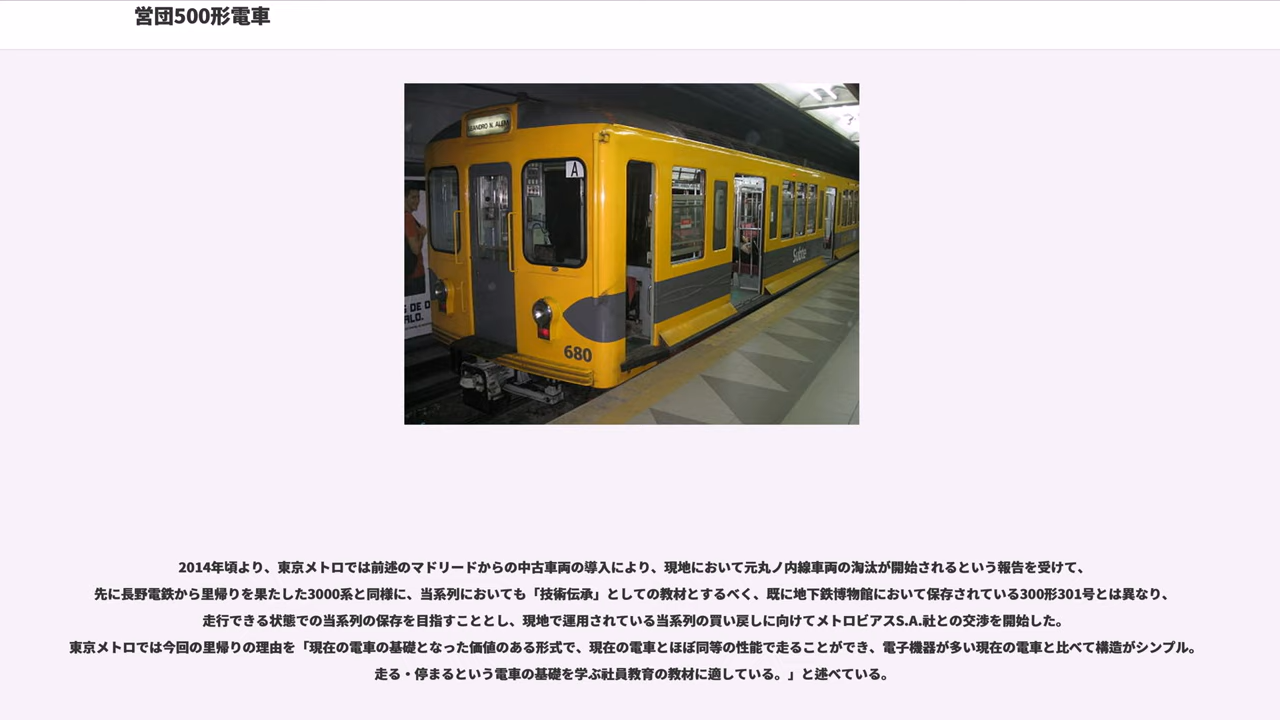 営団500形電車
LEANDRO N. ALEM
A
Subte
680
2014年頃より、東京メトロでは前述のマドリードからの中古車両の導入により、現地において元丸ノ内線車両の淘汰が開始されるという報告を受けて、
先に長野電鉄から里帰りを果たした3000系と同様に、当系列においても「技術伝承」としての教材とするべく、既に地下鉄博物館において保存されている300形301号とは異なり、
走行できる状態での当系列の保存を目指すこととし、現地で運用されている当系列の買い戻しに向けてメトロビアスS.A.社との交渉を開始した。
東京メトロでは今回の里帰りの理由を「現在の電車の基礎となった価値のある形式で、現在の電車とほぼ同等の性能で走ることができ、電子機器が多い現在の電車と比べて構造がシンプル。
走る・停まるという電車の基礎を学ぶ社員教育の教材に適している。」と述べている。